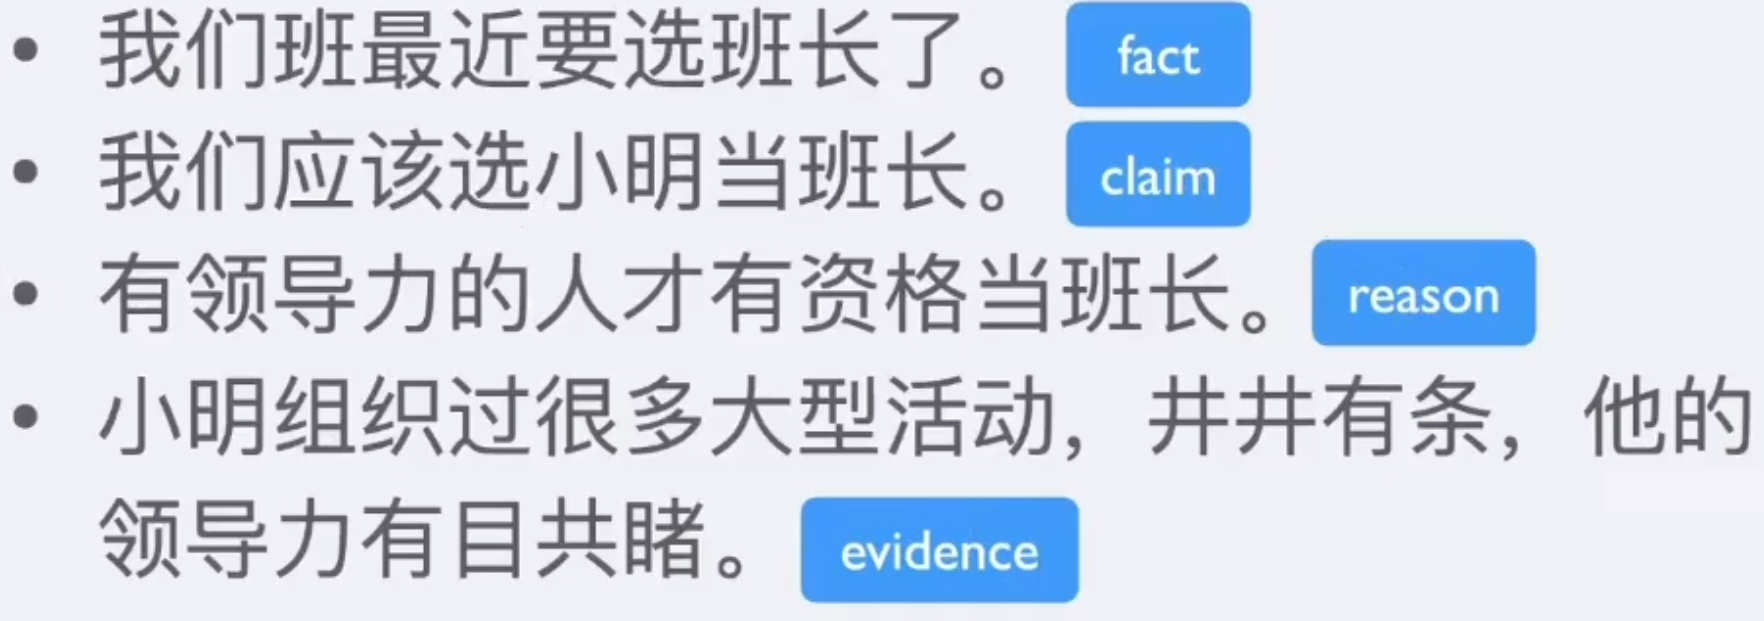 • 我们班最近要选班长了。 fact
• 我们应该选小明当班长。 claim
• 有领导力的人才有资格当班长。 reason
• 小明组织过很多大型活动，井井有条，他的
领导力有目共睹。 evidence